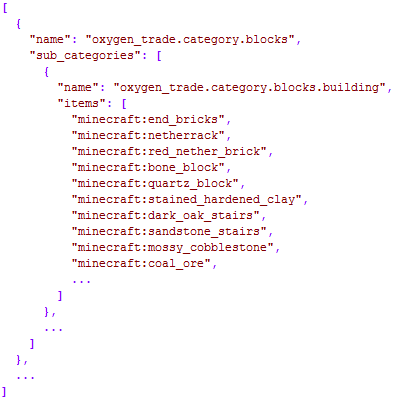 [
  {
    "name": "oxygen_trade.category.blocks",
    "sub_categories": [
      {
        "name": "oxygen_trade.category.blocks.building",
        "items": [
          "minecraft:end_bricks",
          "minecraft:netherrack",
          "minecraft:red_nether_brick",
          "minecraft:bone_block",
          "minecraft:quartz_block",
          "minecraft:stained_hardened_clay",
          "minecraft:dark_oak_stairs",
          "minecraft:sandstone_stairs",
          "minecraft:mossy_cobblestone",
          "minecraft:coal_ore",
          ...
        ]
      },
      ...
    ]
  },
  ...
]